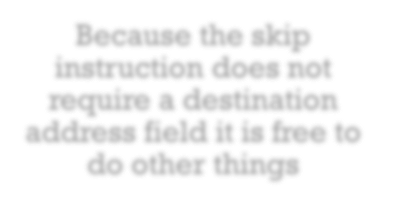 Because the skip
instruction does not
require a destination
address field it is free to
do other things